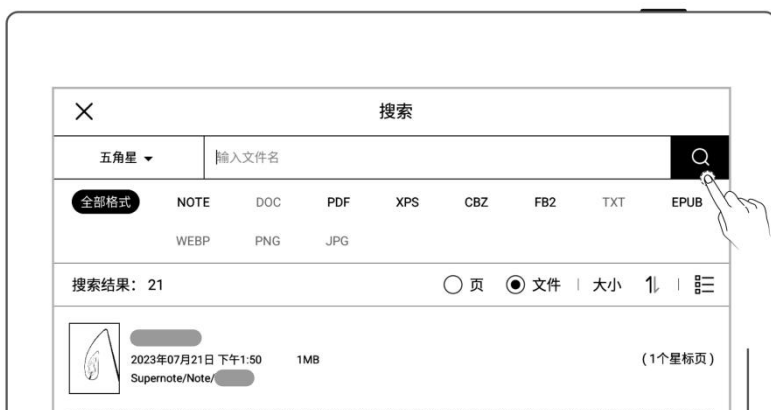 搜索
五角星 输入文件名
全部格式 NOTE DOC PDF XPS CBZ FB2 TXT EPUB
WEBP PNG JPG
搜索结果： 21 页 文件 大小
2023年07月21日 下午1:50 1MB (1个星标页)
Supernote/Note/